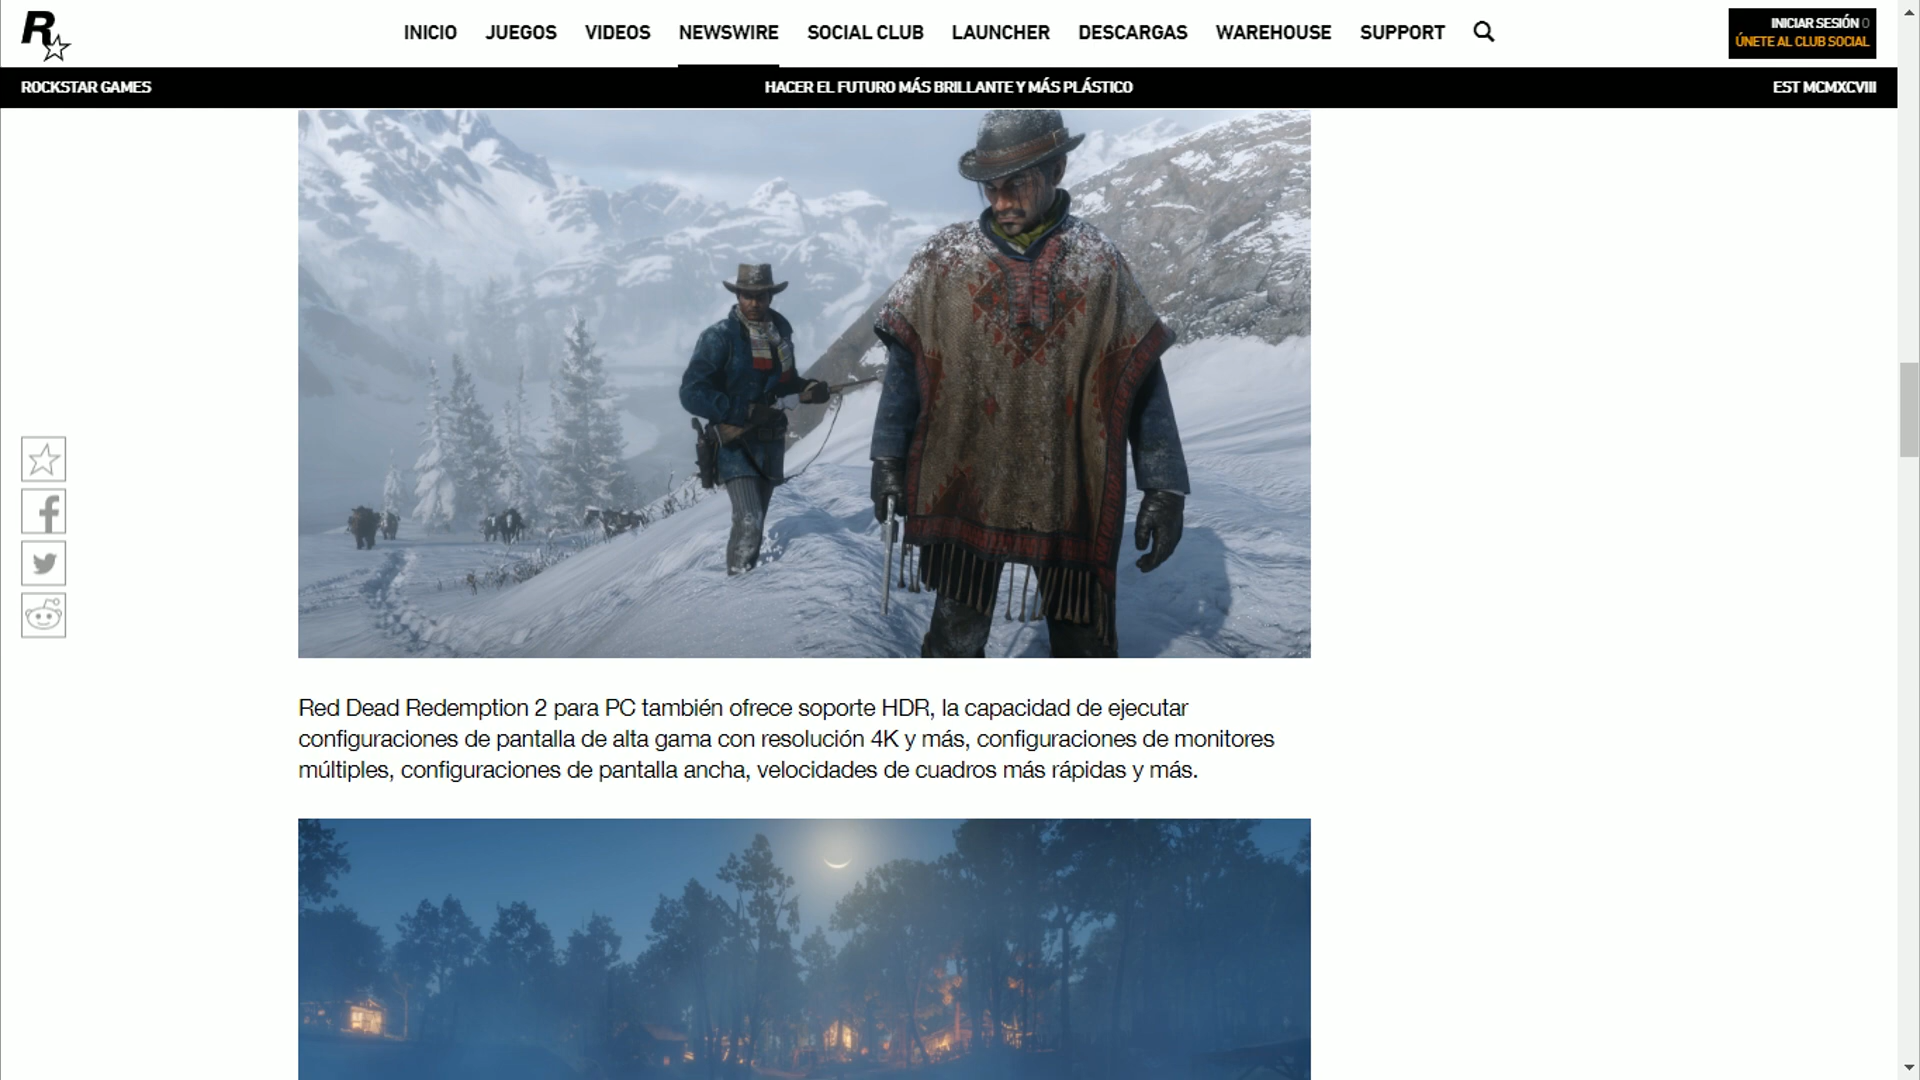 R
INICIO JUEGOS VIDEOS NEWSWIRE SOCIAL CLUB LAUNCHER DESCARGAS WAREHOUSE SUPPORT
INICIAR SESIÓN 0
ÚNETE AL CLUB SOCIAL
ROCKSTAR GAMES HACER EL FUTURO MÁS BRILLANTE Y MÁS PLÁSTICO EST MCMXCVIII
Red Dead Redemption 2 para PC también ofrece soporte HDR, la capacidad de ejecutar
configuraciones de pantalla de alta gama con resolución 4K y más, configuraciones de monitores
múltiples, configuraciones de pantalla ancha, velocidades de cuadros más rápidas y más.